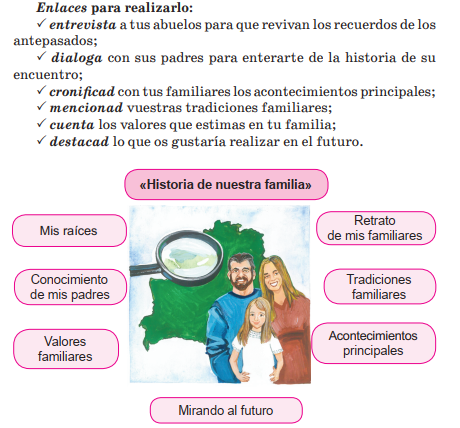 Enlaces para realizarlo:
✓ entrevista a tus abuelos para que revivan los recuerdos de los
antepasados;
✓ dialoga con sus padres para enterarte de la historia de su
encuentro;
✓ cronificad con tus familiares los acontecimientos principales;
✓ mencionad vuestras tradiciones familiares;
✓ cuenta los valores que estimas en tu familia;
✓ destacad lo que os gustaría realizar en el futuro.
«Historia de nuestra familia»
Mis raíces
Retrato
de mis familiares
Conocimiento
de mis padres
Tradiciones
familiares
Valores
familiares
Acontecimientos
principales
Mirando al futuro